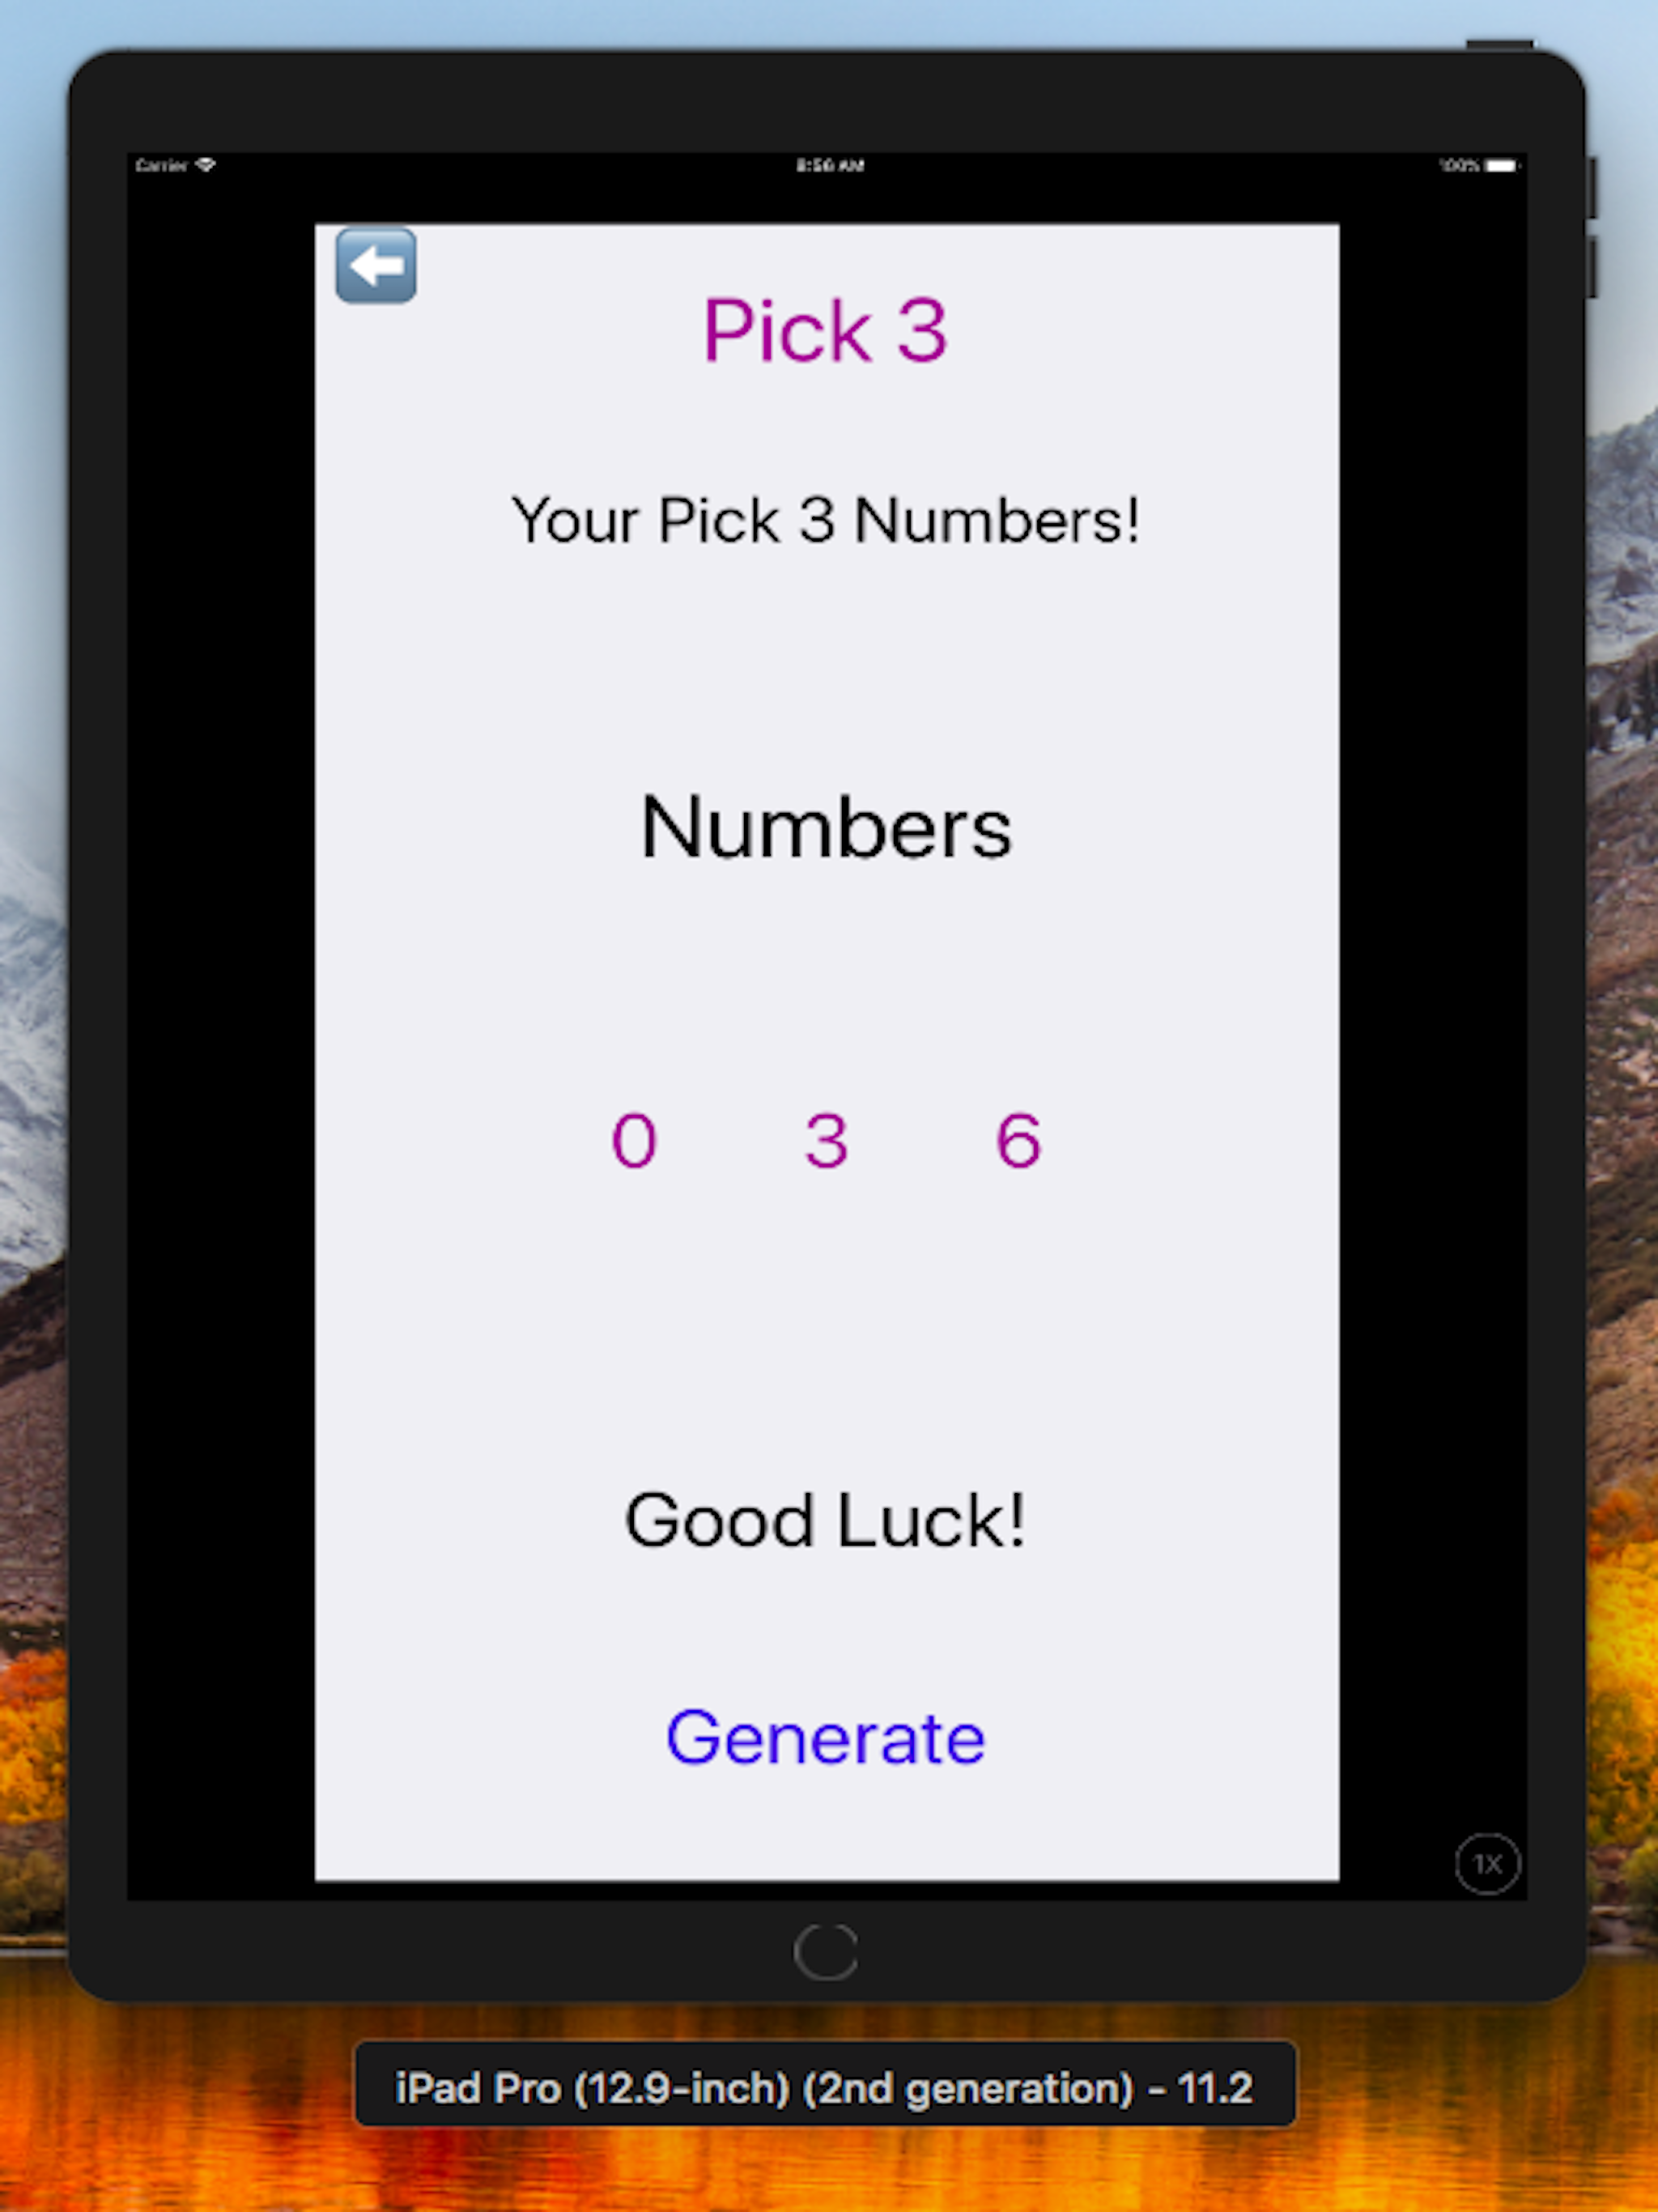 Carrier
8:56 AM
100%
Pick 3
Your Pick 3 Numbers!
Numbers
0 3 6
Good Luck!
Generate
1X
iPad Pro (12.9-inch) (2nd generation) - 11.2